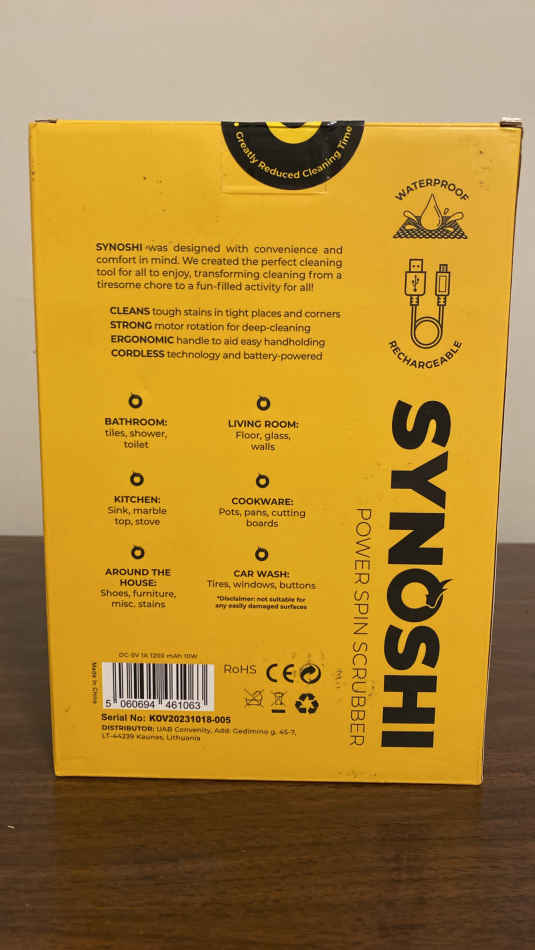 Greatly Reduced Cleaning Time
WATERPROOF
SYNOSHI was designed with convenience and
comfort in mind. We created the perfect cleaning
tool for all to enjoy, transforming cleaning from a
tiresome chore to a fun-filled activity for all!
CLEANS tough stains in tight places and corners
STRONG motor rotation for deep-cleaning
ERGONOMIC handle to aid easy handholding
CORDLESS technology and battery-powered
RECHARGEABLE
BATHROOM:
tiles, shower,
toilet
LIVING ROOM:
Floor, glass,
walls
KITCHEN:
Sink, marble
top, stove
COOKWARE:
Pots, pans, cutting
boards
AROUND THE
HOUSE:
Shoes, furniture,
misc. stains
CAR WASH:
Tires, windows, buttons
*Disclaimer: not suitable for
any easily damaged surfaces
SYNOSHI
POWER SPIN SCRUBBER
DC-5V 1A 1200 mAh 10W
Made in China
5 060694 461063
RoHS CE
Serial No: KOV20231018-005
DISTRIBUTOR: UAB Convenity, Add: Gedimino g. 45-7,
LT-44239 Kaunas, Lithuania